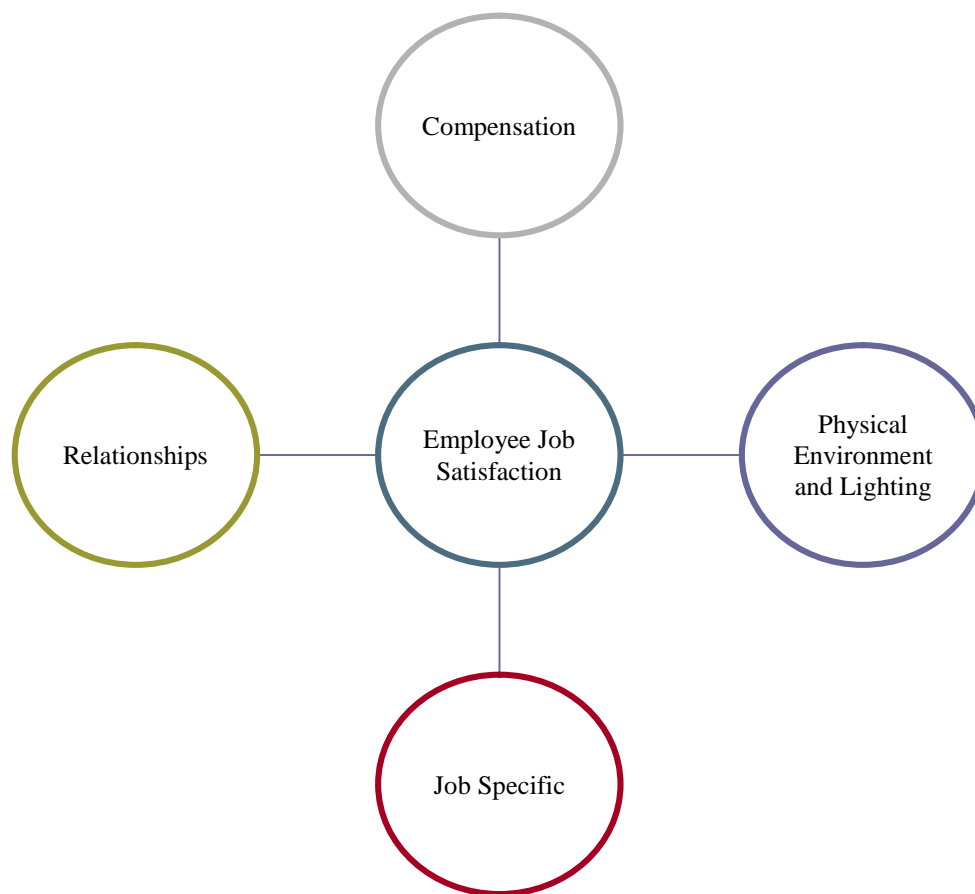 Compensation
Relationships
Employee Job
Satisfaction
Physical
Environment
and Lighting
Job Specific